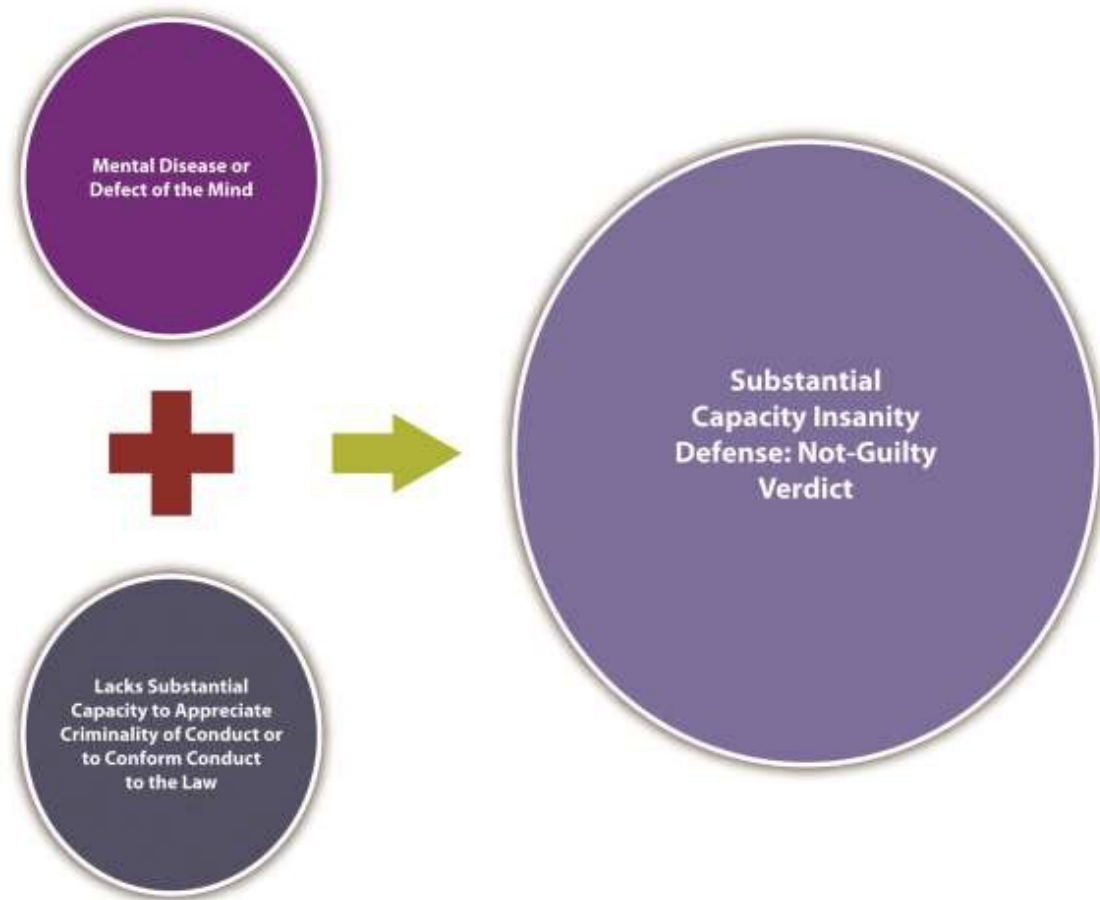 Mental Disease or
Defect of the Mind
Lacks Substantial
Capacity to Appreciate
Criminality of Conduct or
to Conform Conduct
to the Law
Substantial
Capacity Insanity
Defense: Not-Guilty
Verdict